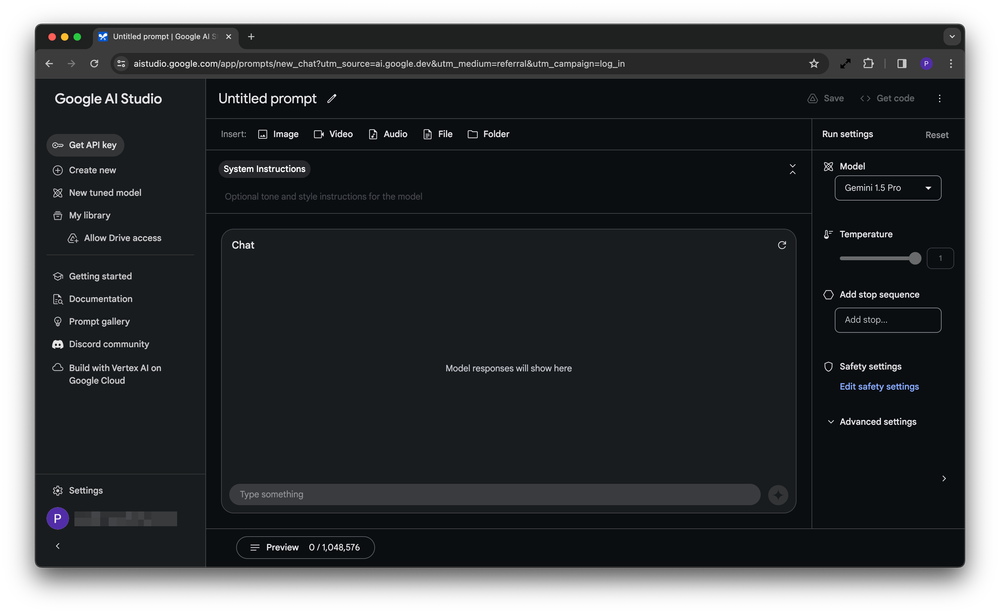 Untitled prompt | Google AI S
aistudio.google.com/app/prompts/new_chat?utm_source=ai.google.dev&utm_medium=referral&utm_campaign=log_in
P
Google AI Studio
Get API key
Create new
New tuned model
My library
Allow Drive access
Getting started
Documentation
Prompt gallery
Discord community
Build with Vertex AI on
Google Cloud
Settings
P
Untitled prompt
Save
Get code
Insert:
Image
Video
Audio
File
Folder
System Instructions
Optional tone and style instructions for the model
Chat
Model responses will show here
Type something
Preview 0 / 1,048,576
Run settings
Reset
Model
Gemini 1.5 Pro
Temperature
1
Add stop sequence
Add stop...
Safety settings
Edit safety settings
Advanced settings